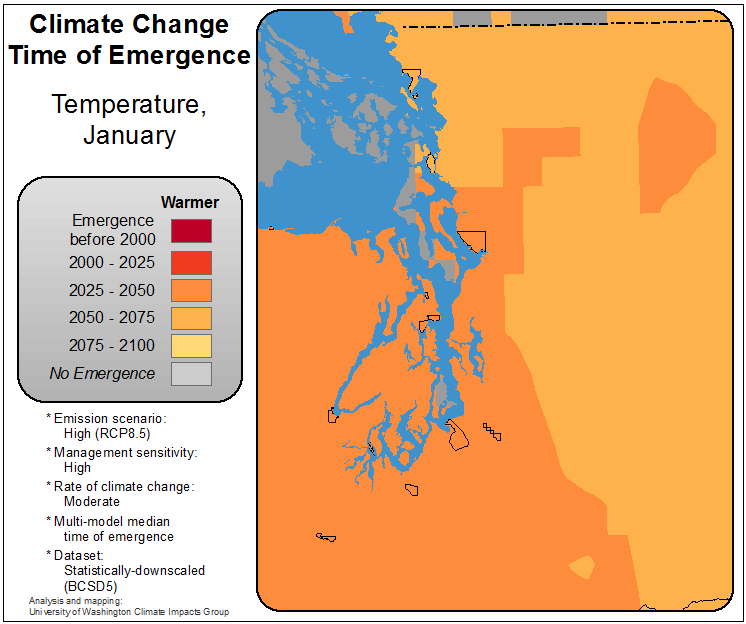 Climate Change
Time of Emergence
Temperature,
January
Warmer
Emergence
before 2000
2000 - 2025
2025 - 2050
2050 - 2075
2075 - 2100
No Emergence
* Emission scenario:
High (RCP8.5)
* Management sensitivity:
High
* Rate of climate change:
Moderate
* Multi-model median
time of emergence
* Dataset:
Statistically-downscaled
(BCSD5)
Analysis and mapping:
University of Washington Climate Impacts Group